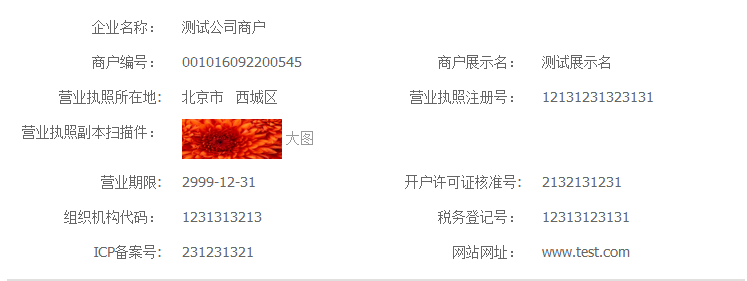 企业名称： 测试公司商户
商户编号： 001016092200545 商户展示名： 测试展示名
营业执照所在地: 北京市 西城区 营业执照注册号： 12131231323131
营业执照副本扫描件： 大图
营业期限: 2999-12-31 开户许可证核准号: 2132131231
组织机构代码： 1231313213 税务登记号： 12313123131
ICP备案号: 231231321 网站网址： www.test.com